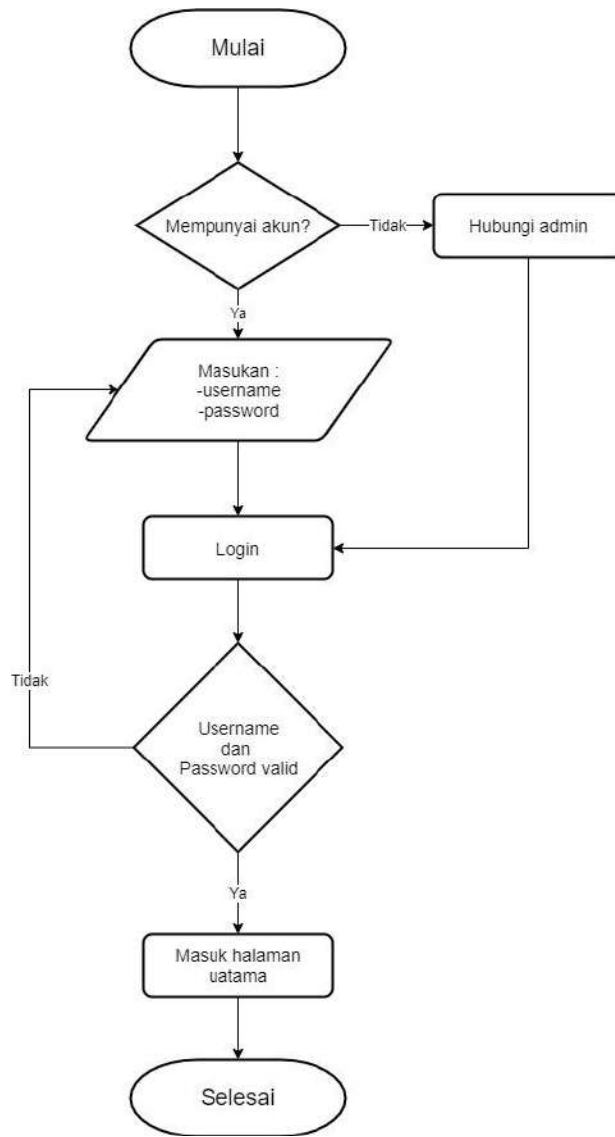 Mulai
Mempunyai akun?
Tidak
Hubungi admin
Ya
Masukan :
-username
-password
Login
Tidak
Username
dan
Password valid
Ya
Masuk halaman
uatama
Selesai